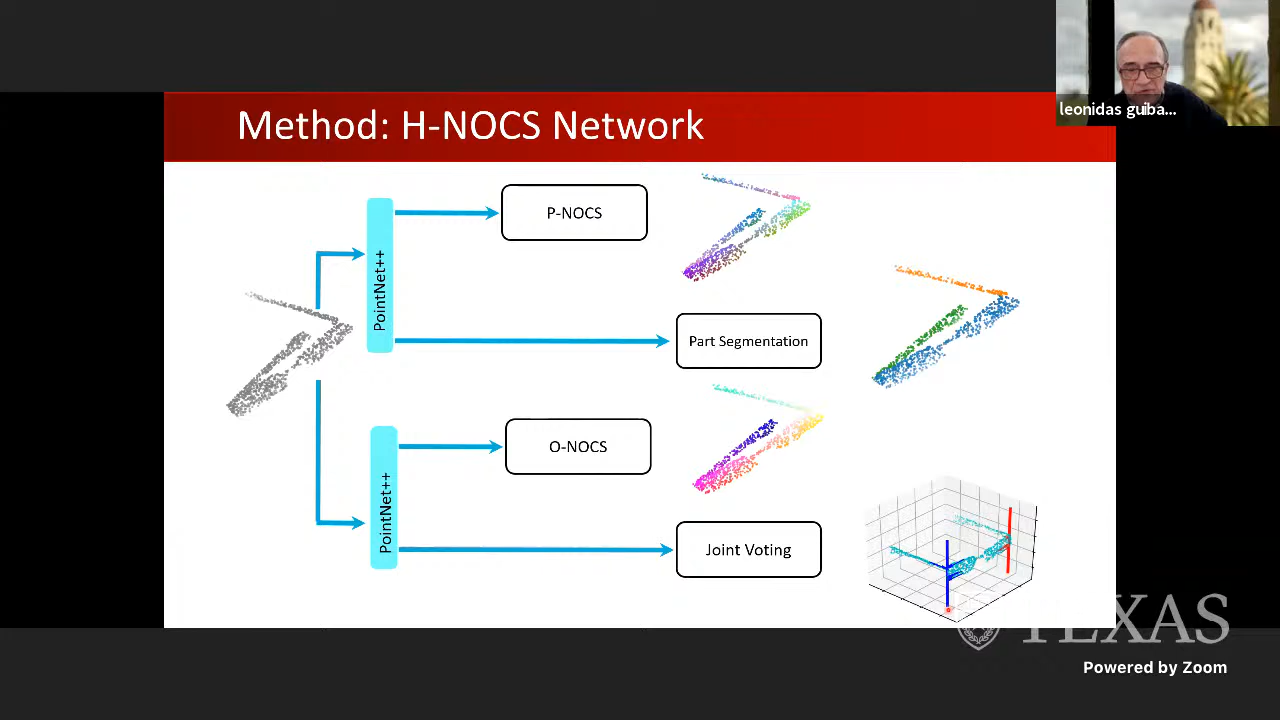 leonidas guiba...
Method: H-NOCS Network
P-NOCS
PointNet++
Part Segmentation
O-NOCS
PointNet++
Joint Voting
TEXAS
Powered by Zoom